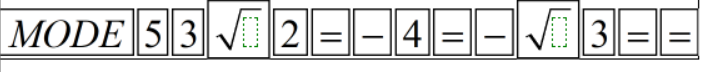 MODE 5 3 √ 2 = − 4 = − √ 3 = =